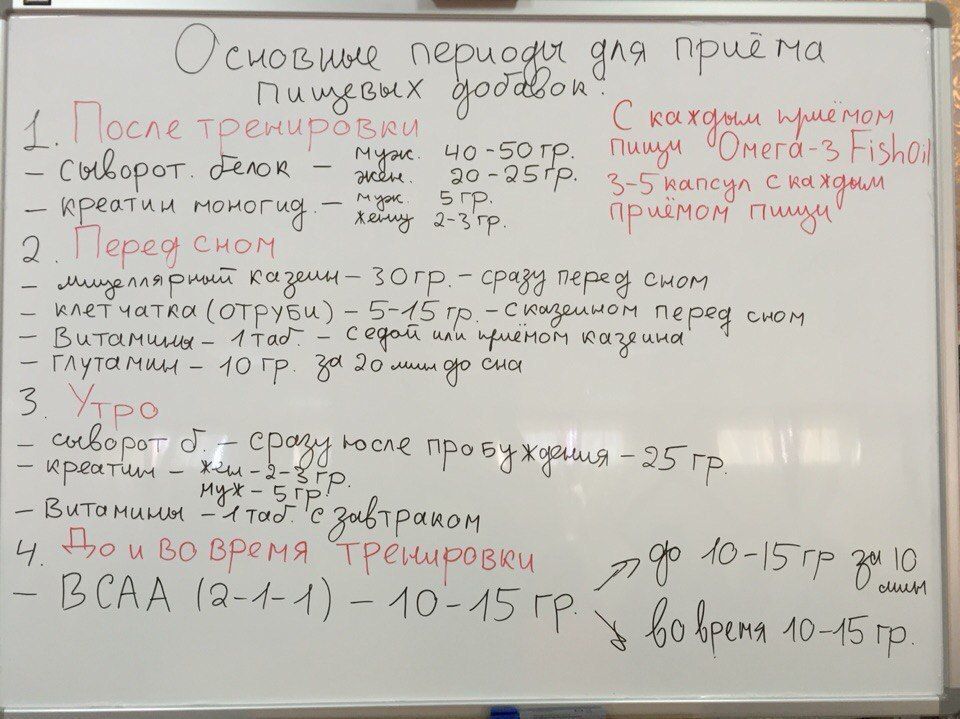 Основные периоды для приёма
пищевых добавок.
1. После тренировки
– сыворот. белок – муж. 40-50 гр.
жен. 20-25 гр.
– креатин моногид. – муж. 5 гр.
женщ 2-3 гр.
С каждым приёмом
пищи Омега-3 FishOil
3-5 капсул с каждым
приёмом пищи
2. Перед сном
– мицеллярный казеин – 30 гр. – сразу перед сном
– клетчатка (отруби) – 5-15 гр. – с казеином перед сном
– Витамины – 1 таб. – с едой или приёмом казеина
– глутамин – 10 гр. за 20 мин до сна
3. Утро
– сыворот б. – сразу после пробуждения – 25 гр.
– креатин – жен – 2-3 гр.
муж – 5 гр.
– Витамины – 1 таб. с завтраком
4. До и во время тренировки
– BCAA (2-1-1) – 10-15 гр.
до 10-15 гр за 10
мин
во время 10-15 гр.